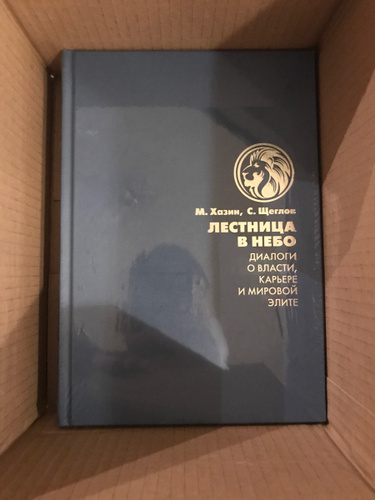 М. Хазин, С. Щеглов
ЛЕСТНИЦА
В НЕБО
ДИАЛОГИ
О ВЛАСТИ,
КАРЬЕРЕ
И МИРОВОЙ
ЭЛИТЕ